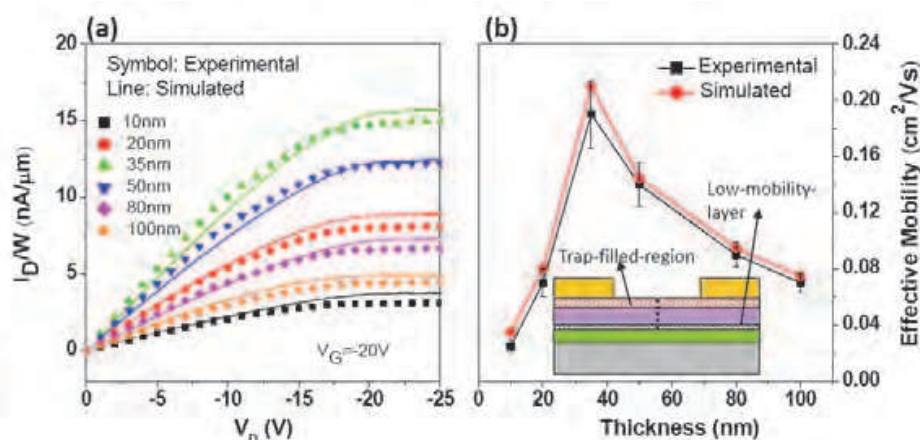 (a)
20
Symbol: Experimental
Line: Simulated
10nm
20nm
35nm
50nm
80nm
100nm
15
10
5
0
I_D/W (nA/μm)
V_G=-20V
0 -5 -10 -15 -20 -25
V_D (V)
(b)
Experimental
Simulated
Low-mobility-
layer
Trap-filled-region
0.24
0.20
0.16
0.12
0.08
0.04
0.00
Effective Mobility (cm²/Vs)
0 20 40 60 80 100
Thickness (nm)